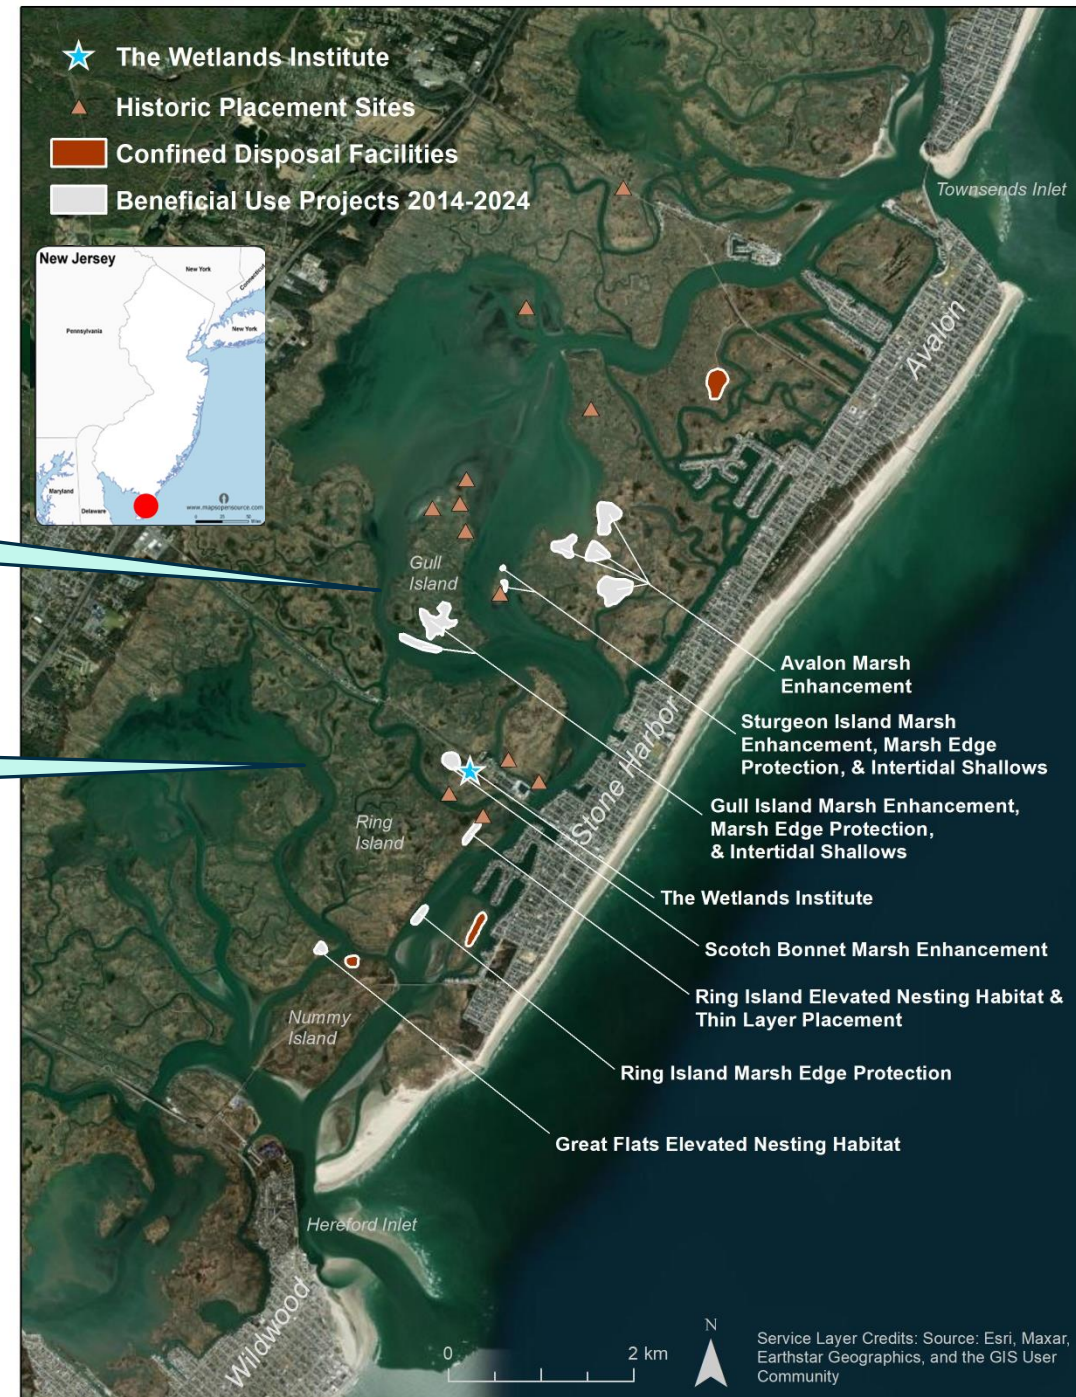 The Wetlands Institute
Historic Placement Sites
Confined Disposal Facilities
Beneficial Use Projects 2014-2024
New Jersey
New York
Connecticut
Pennsylvania
New York
Maryland
Delaware
www.mapsopensource.com
Townsends Inlet
Avalon
Gull
Island
Avalon Marsh
Enhancement
Sturgeon Island Marsh
Enhancement, Marsh Edge
Protection, & Intertidal Shallows
Stone Harbor
Gull Island Marsh Enhancement,
Marsh Edge Protection,
& Intertidal Shallows
Ring
Island
The Wetlands Institute
Scotch Bonnet Marsh Enhancement
Ring Island Elevated Nesting Habitat &
Thin Layer Placement
Nummy
Island
Ring Island Marsh Edge Protection
Great Flats Elevated Nesting Habitat
Hereford Inlet
Wildwood
0 2 km
N
Service Layer Credits: Source: Esri, Maxar,
Earthstar Geographics, and the GIS User
Community